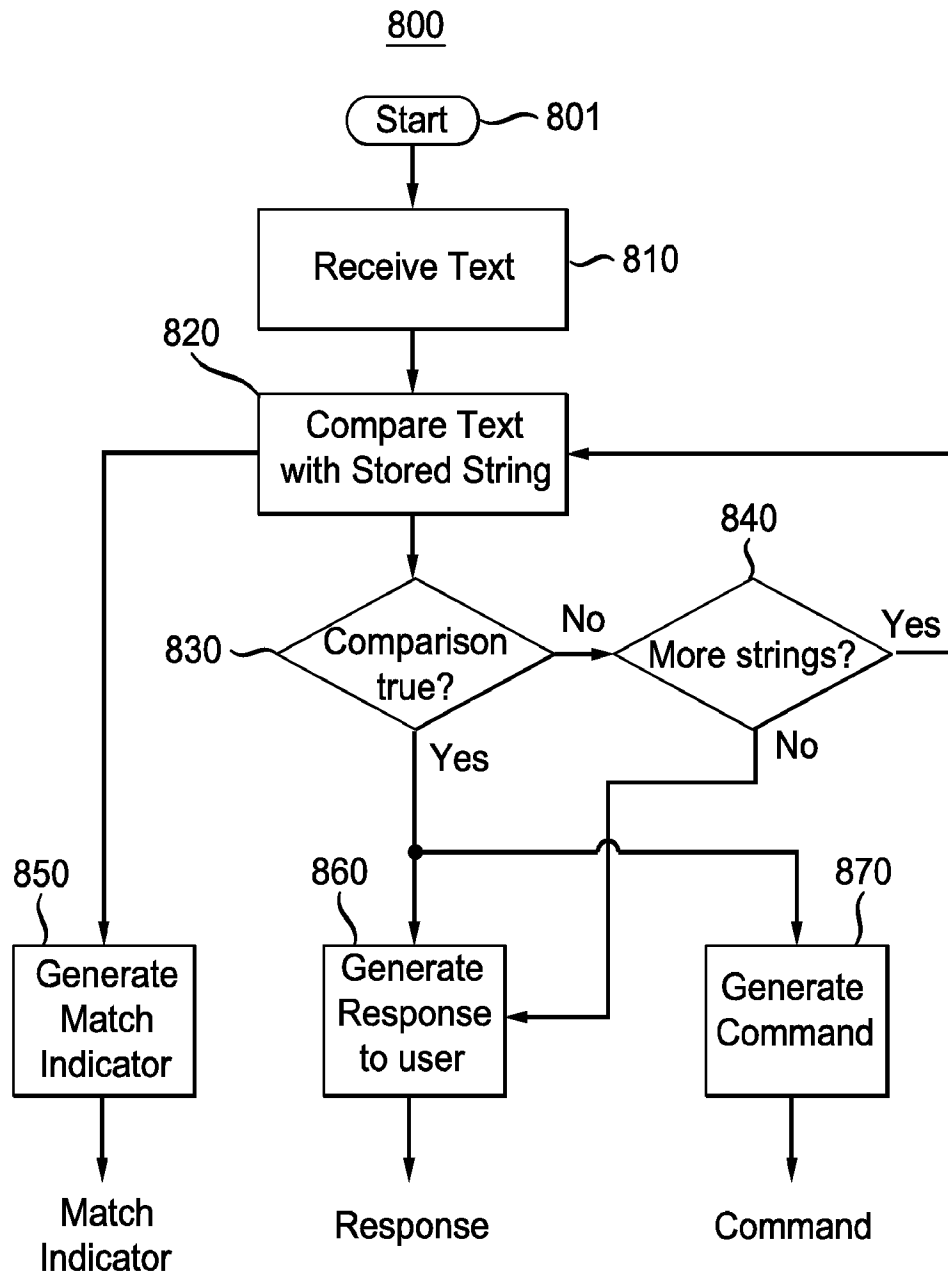 800
Start
801
Receive Text
810
820
Compare Text
with Stored String
840
830
Comparison
true?
No
More strings?
Yes
Yes
No
850
860
870
Generate
Match
Indicator
Generate
Response
to user
Generate
Command
Match
Indicator
Response
Command